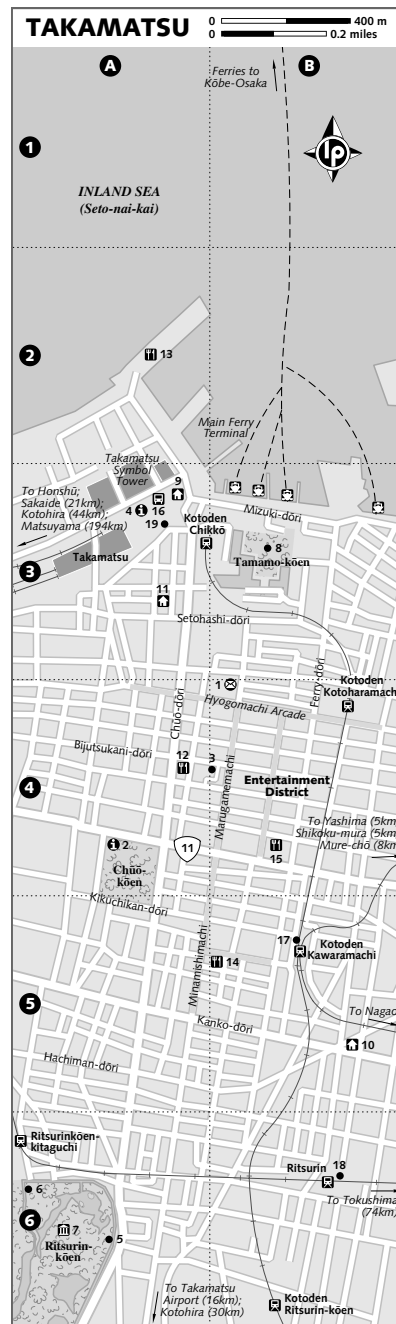 TAKAMATSU
0 400 m
0 0.2 miles
A
B
Ferries to
Kōbe-Osaka
1
lp
INLAND SEA
(Seto-nai-kai)
2
13
Main Ferry
Terminal
Takamatsu
Symbol
Tower
9
To Honshū;
Sakaide (21km);
Kotohira (44km);
Matsuyama (194km)
4
16
19
Mizuki-dōri
Kotoden
Chikkō
8
Tamamo-kōen
Takamatsu
3
11
Setohashi-dōri
1
Hyogomachi Arcade
Ferry-dōri
Kotoden
Kotoharamach
Chūō-dōri
Bijutsukani-dōri
12
3
Marugamemachi
Entertainment
District
4
To Yashima (5km
Shikoku-mura (5km
Mure-chō (8km
2
11
15
Chūō-
kōen
Kikuchikan-dōri
17
Kotoden
Kawaramachi
14
Minamishimachi
5
Kanko-dōri
To Nagao
10
Hachiman-dōri
Ritsurinkōen-
kitaguchi
Ritsurin
18
6
To Tokushima
(74km)
6
7
Ritsurin-
kōen
5
To Takamatsu
Airport (16km);
Kotohira (30km)
Kotoden
Ritsurin-kōen